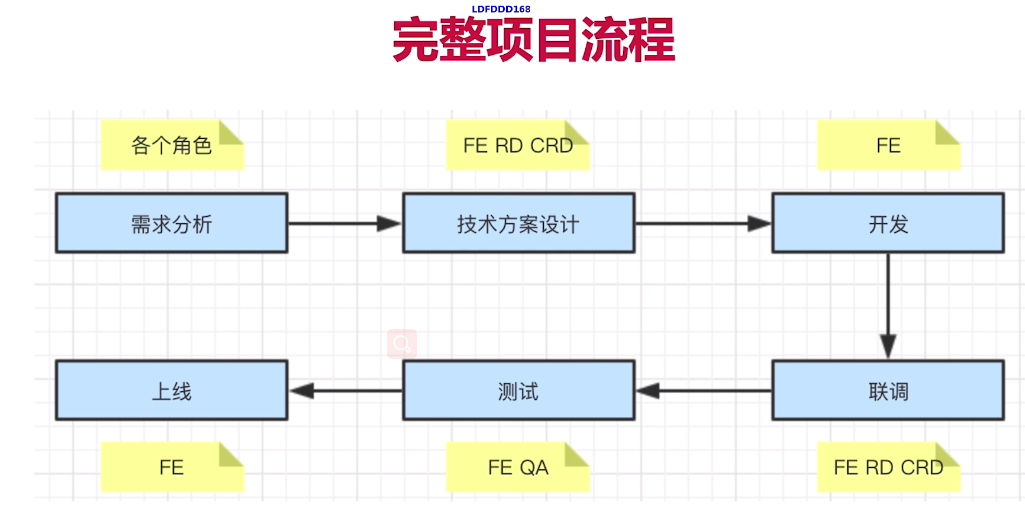 LDFDDD168
完整项目流程
各个角色
FE RD CRD
FE
需求分析
技术方案设计
开发
上线
测试
联调
FE
FE QA
FE RD CRD